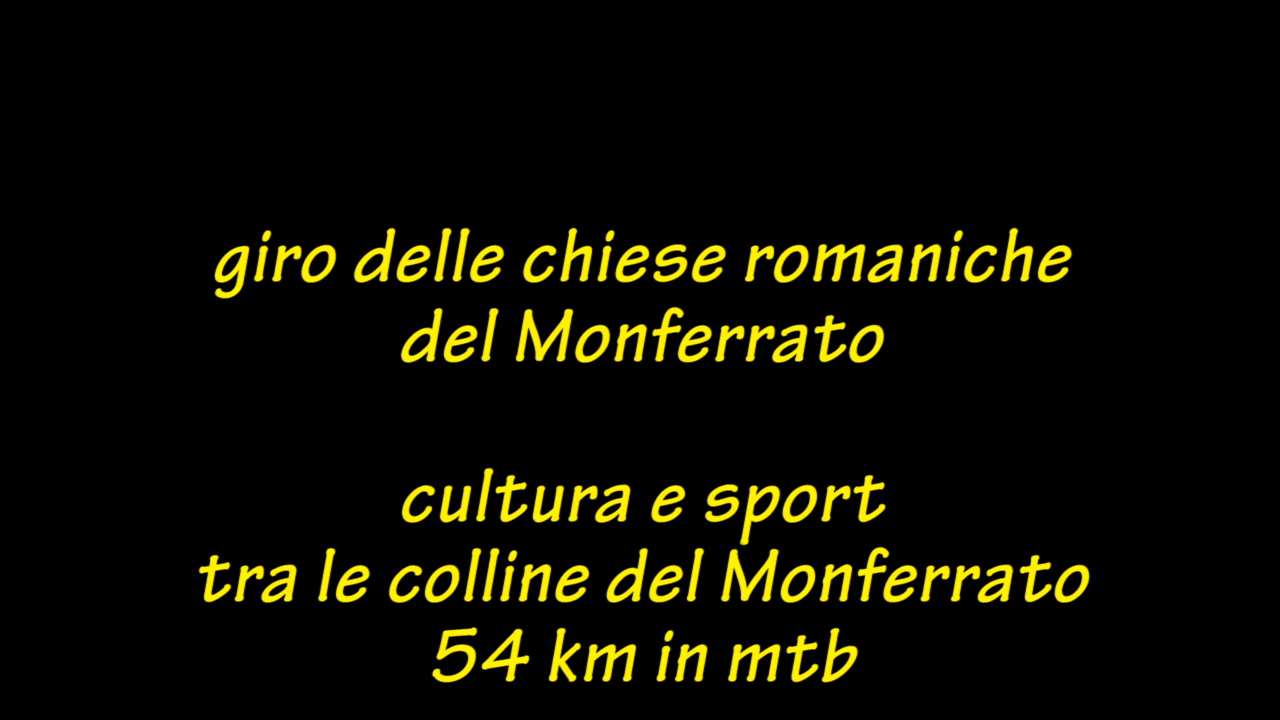 giro delle chiese romaniche
del Monferrato
cultura e sport
tra le colline del Monferrato
54 km in mtb